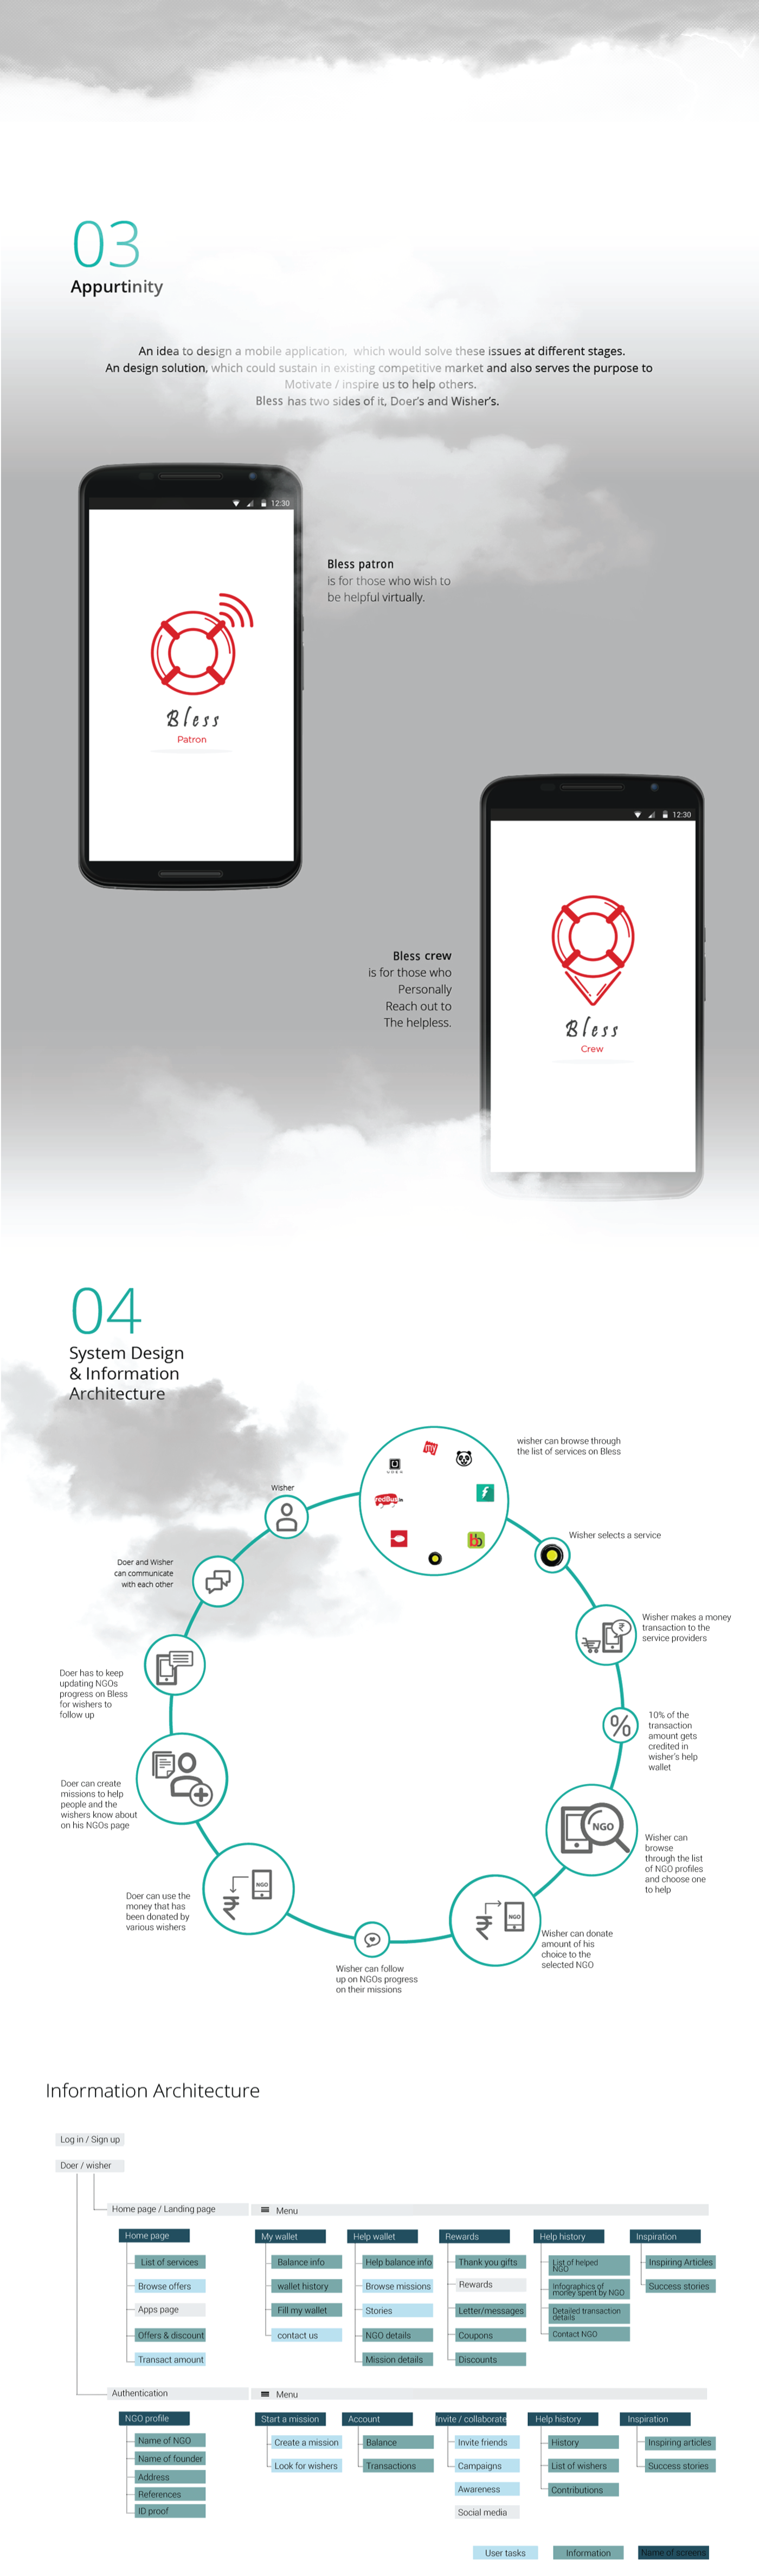 03
Appurtinity
An idea to design a mobile application, which would solve these issues at different stages.
An design solution, which could sustain in existing competitive market and also serves the purpose to
Motivate / inspire us to help others.
Bless has two sides of it, Doer's and Wisher's.
12:30
Bless
Patron
Bless patron
is for those who wish to
be helpful virtually.
12:30
Bless
Crew
Bless crew
is for those who
Personally
Reach out to
The helpless.
04
System Design
& Information
Architecture
wisher can browse through
the list of services on Bless
my
UBER
redBus.in
bb
Wisher
Wisher selects a service
Doer and Wisher
can communicate
with each other
Wisher makes a money
transaction to the
service providers
₹
Doer has to keep
updating NGOs
progress on Bless
for wishers to
follow up
%
10% of the
transaction
amount gets
credited in
wisher's help
wallet
Doer can create
missions to help
people and the
wishers know about
on his NGOs page
NGO
Wisher can
browse
through the list
of NGO profiles
and choose one
to help
Doer can use the
money that has
been donated by
various wishers
NGO
₹
NGO
₹
Wisher can donate
amount of his
choice to the
selected NGO
Wisher can follow
up on NGOs progress
on their missions
Information Architecture
Log in / Sign up
Doer / wisher
Home page / Landing page
Menu
Home page
List of services
Browse offers
Apps page
Offers & discount
Transact amount
My wallet
Balance info
wallet history
Fill my wallet
contact us
Help wallet
Help balance info
Browse missions
Stories
NGO details
Mission details
Rewards
Thank you gifts
Rewards
Letter/messages
Coupons
Discounts
Help history
List of helped
NGO
Infographics of
money spent by NGO
Detailed transaction
details
Contact NGO
Inspiration
Inspiring Articles
Success stories
Authentication
Menu
NGO profile
Name of NGO
Name of founder
Address
References
ID proof
Start a mission
Create a mission
Look for wishers
Account
Balance
Transactions
Invite / collaborate
Invite friends
Campaigns
Awareness
Social media
Help history
History
List of wishers
Contributions
Inspiration
Inspiring articles
Success stories
User tasks
Information
Name of screens